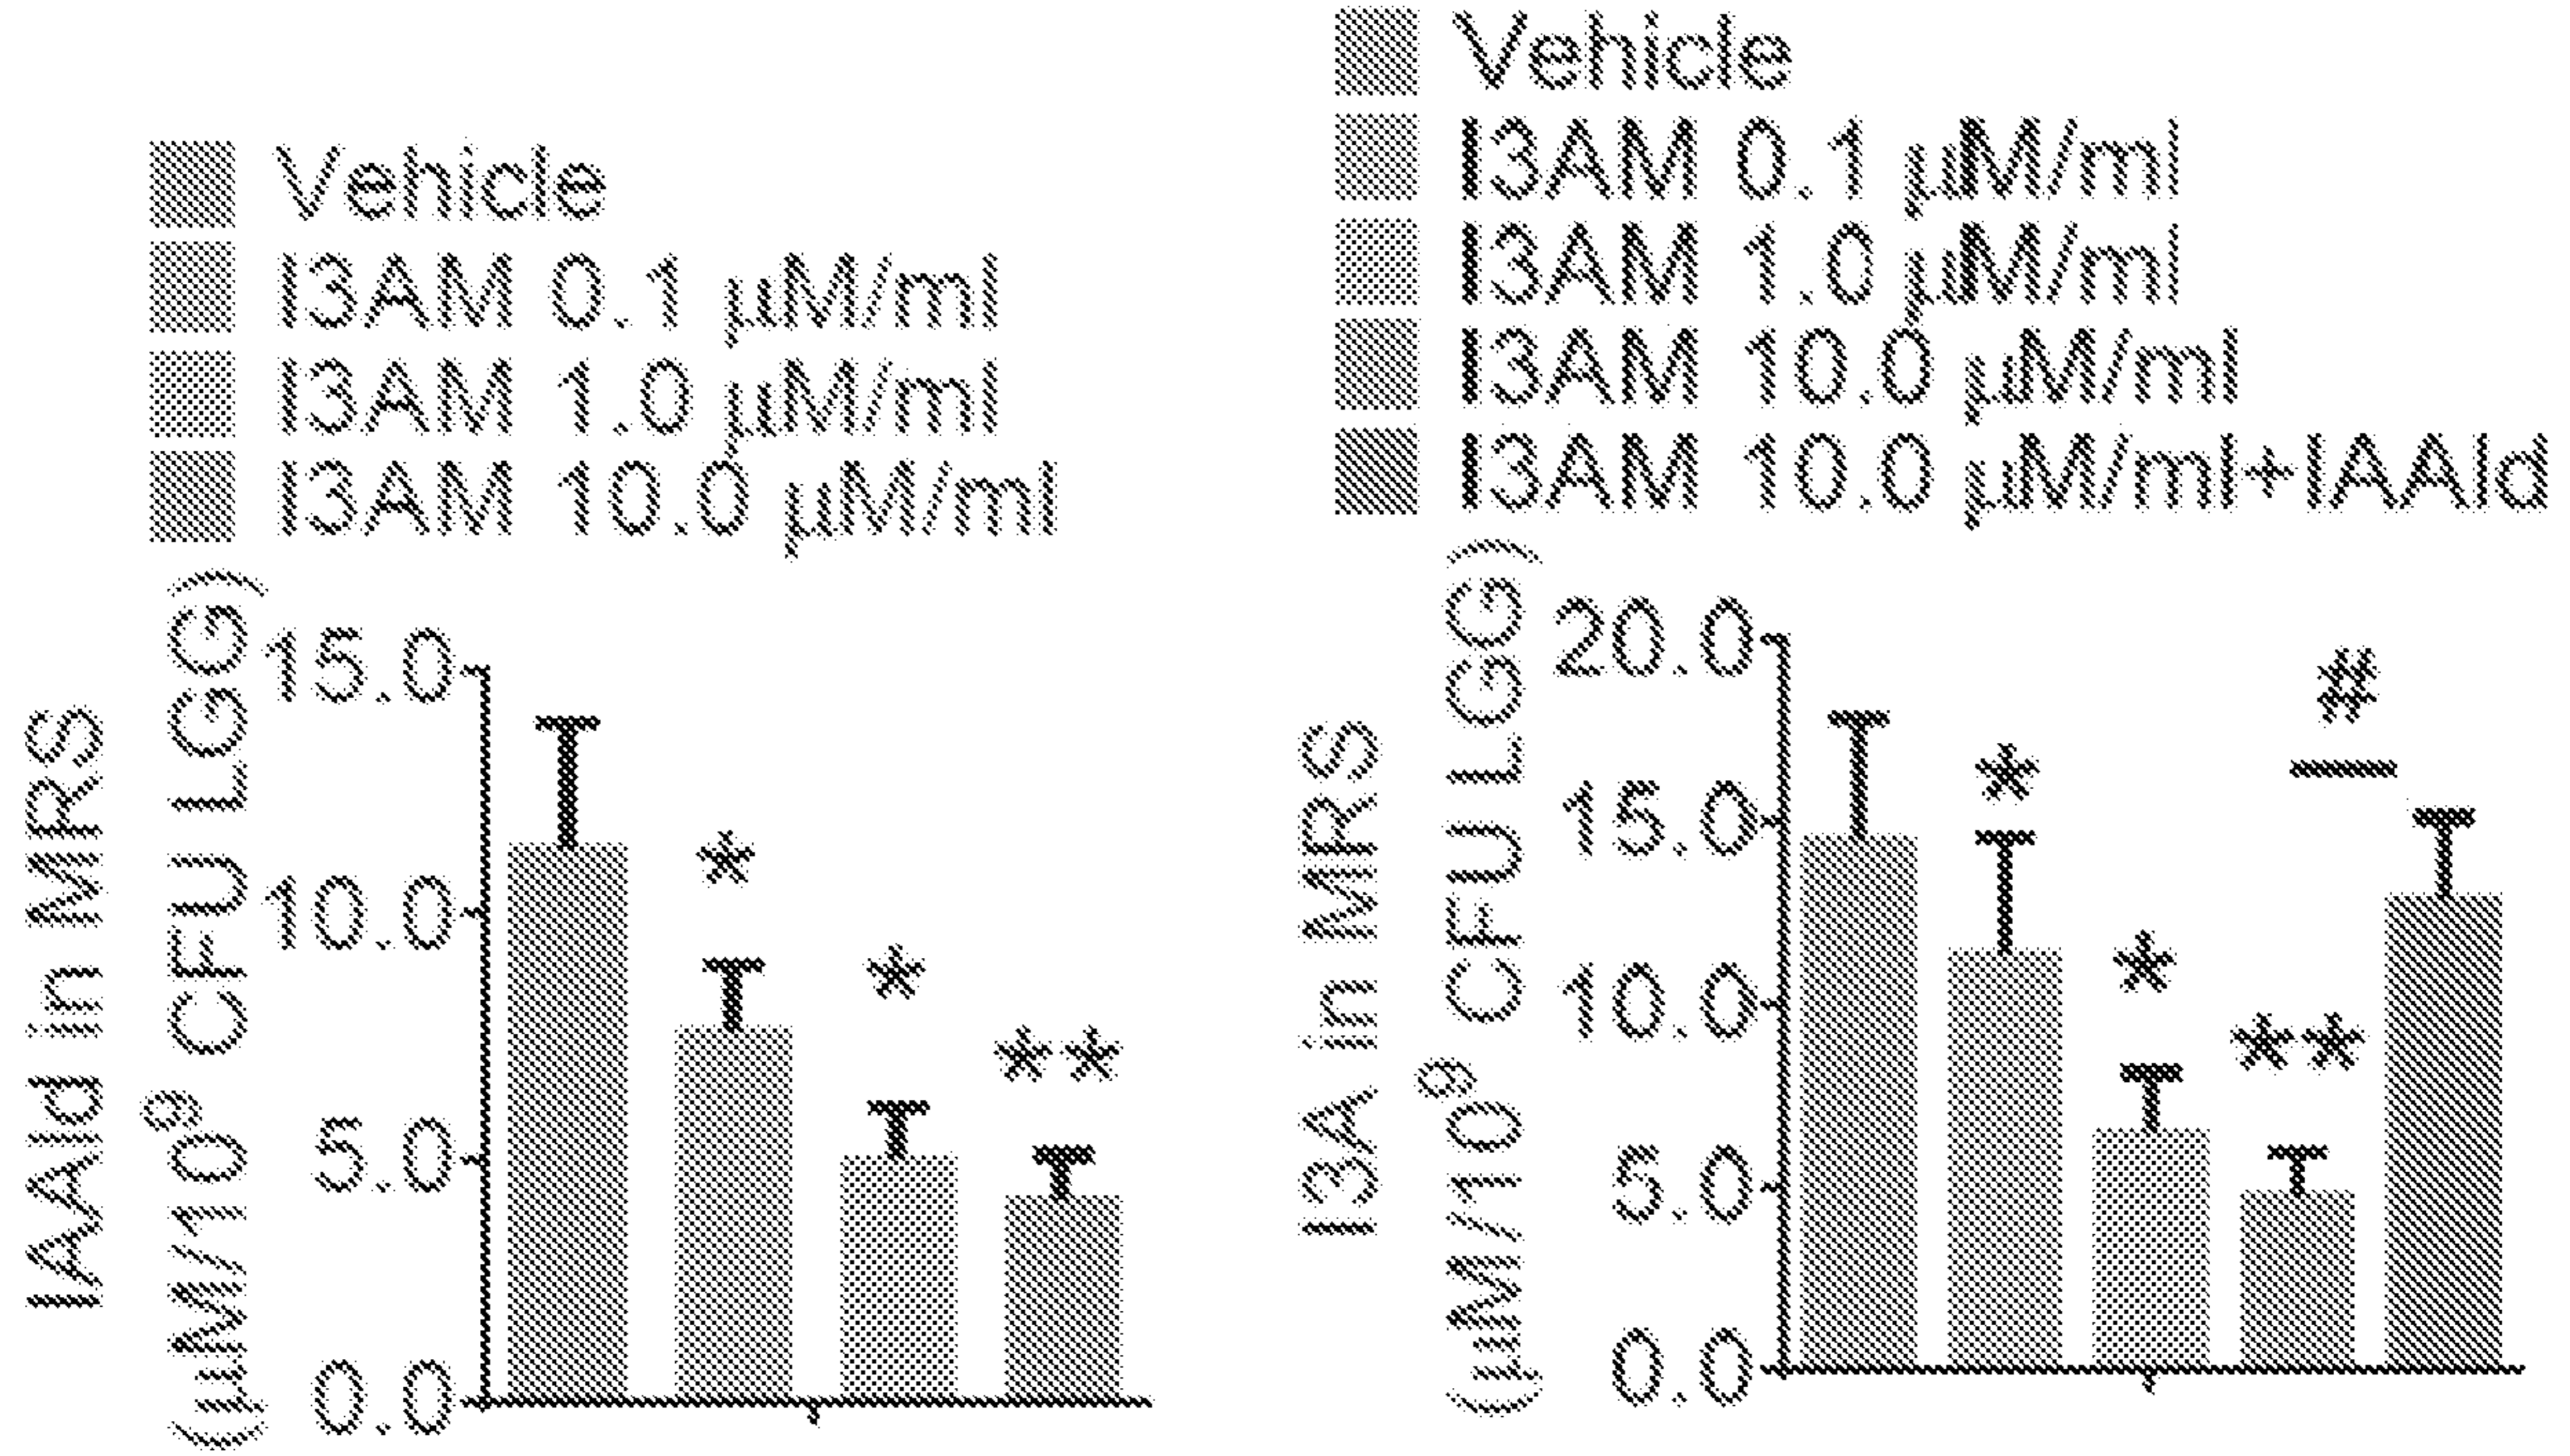 Vehicle
I3AM 0.1 µM/ml
I3AM 1.0 µM/ml
I3AM 10.0 µM/ml
IAAld in MRS
(µM/10⁹ CFU LGG)
15.0
10.0
5.0
0.0
*
*
**
Vehicle
I3AM 0.1 µM/ml
I3AM 1.0 µM/ml
I3AM 10.0 µM/ml
I3AM 10.0 µM/ml+IAAld
I3A in MRS
(µM/10⁹ CFU LGG)
20.0
15.0
10.0
5.0
0.0
*
*
**
#